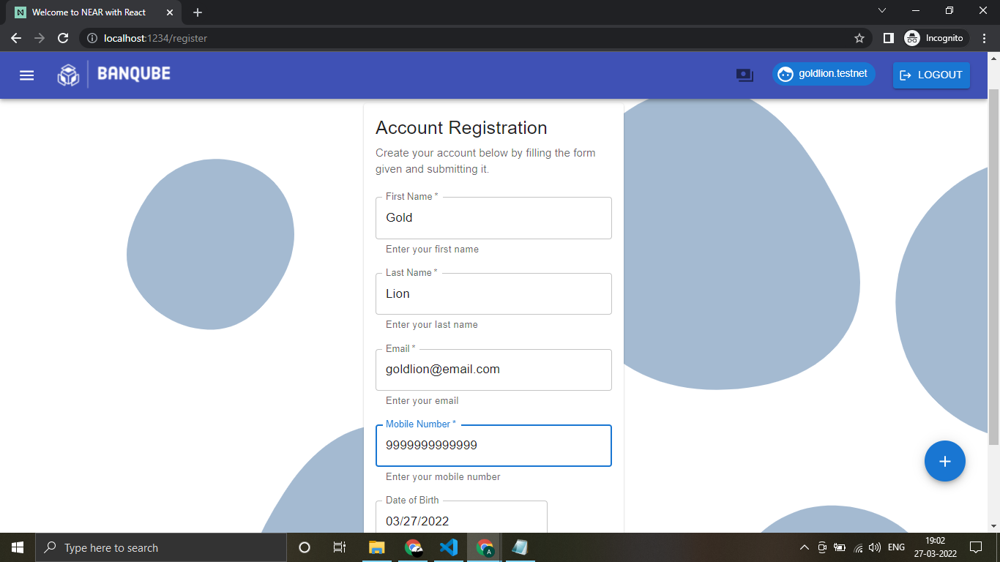 Welcome to NEAR with React
localhost:1234/register
Incognito
BANQUBE
goldlion.testnet
LOGOUT
Account Registration
Create your account below by filling the form
given and submitting it.
First Name *
Gold
Enter your first name
Last Name *
Lion
Enter your last name
Email *
goldlion@email.com
Enter your email
Mobile Number *
9999999999999
Enter your mobile number
Date of Birth
03/27/2022
Type here to search
A
ENG
19:02
27-03-2022